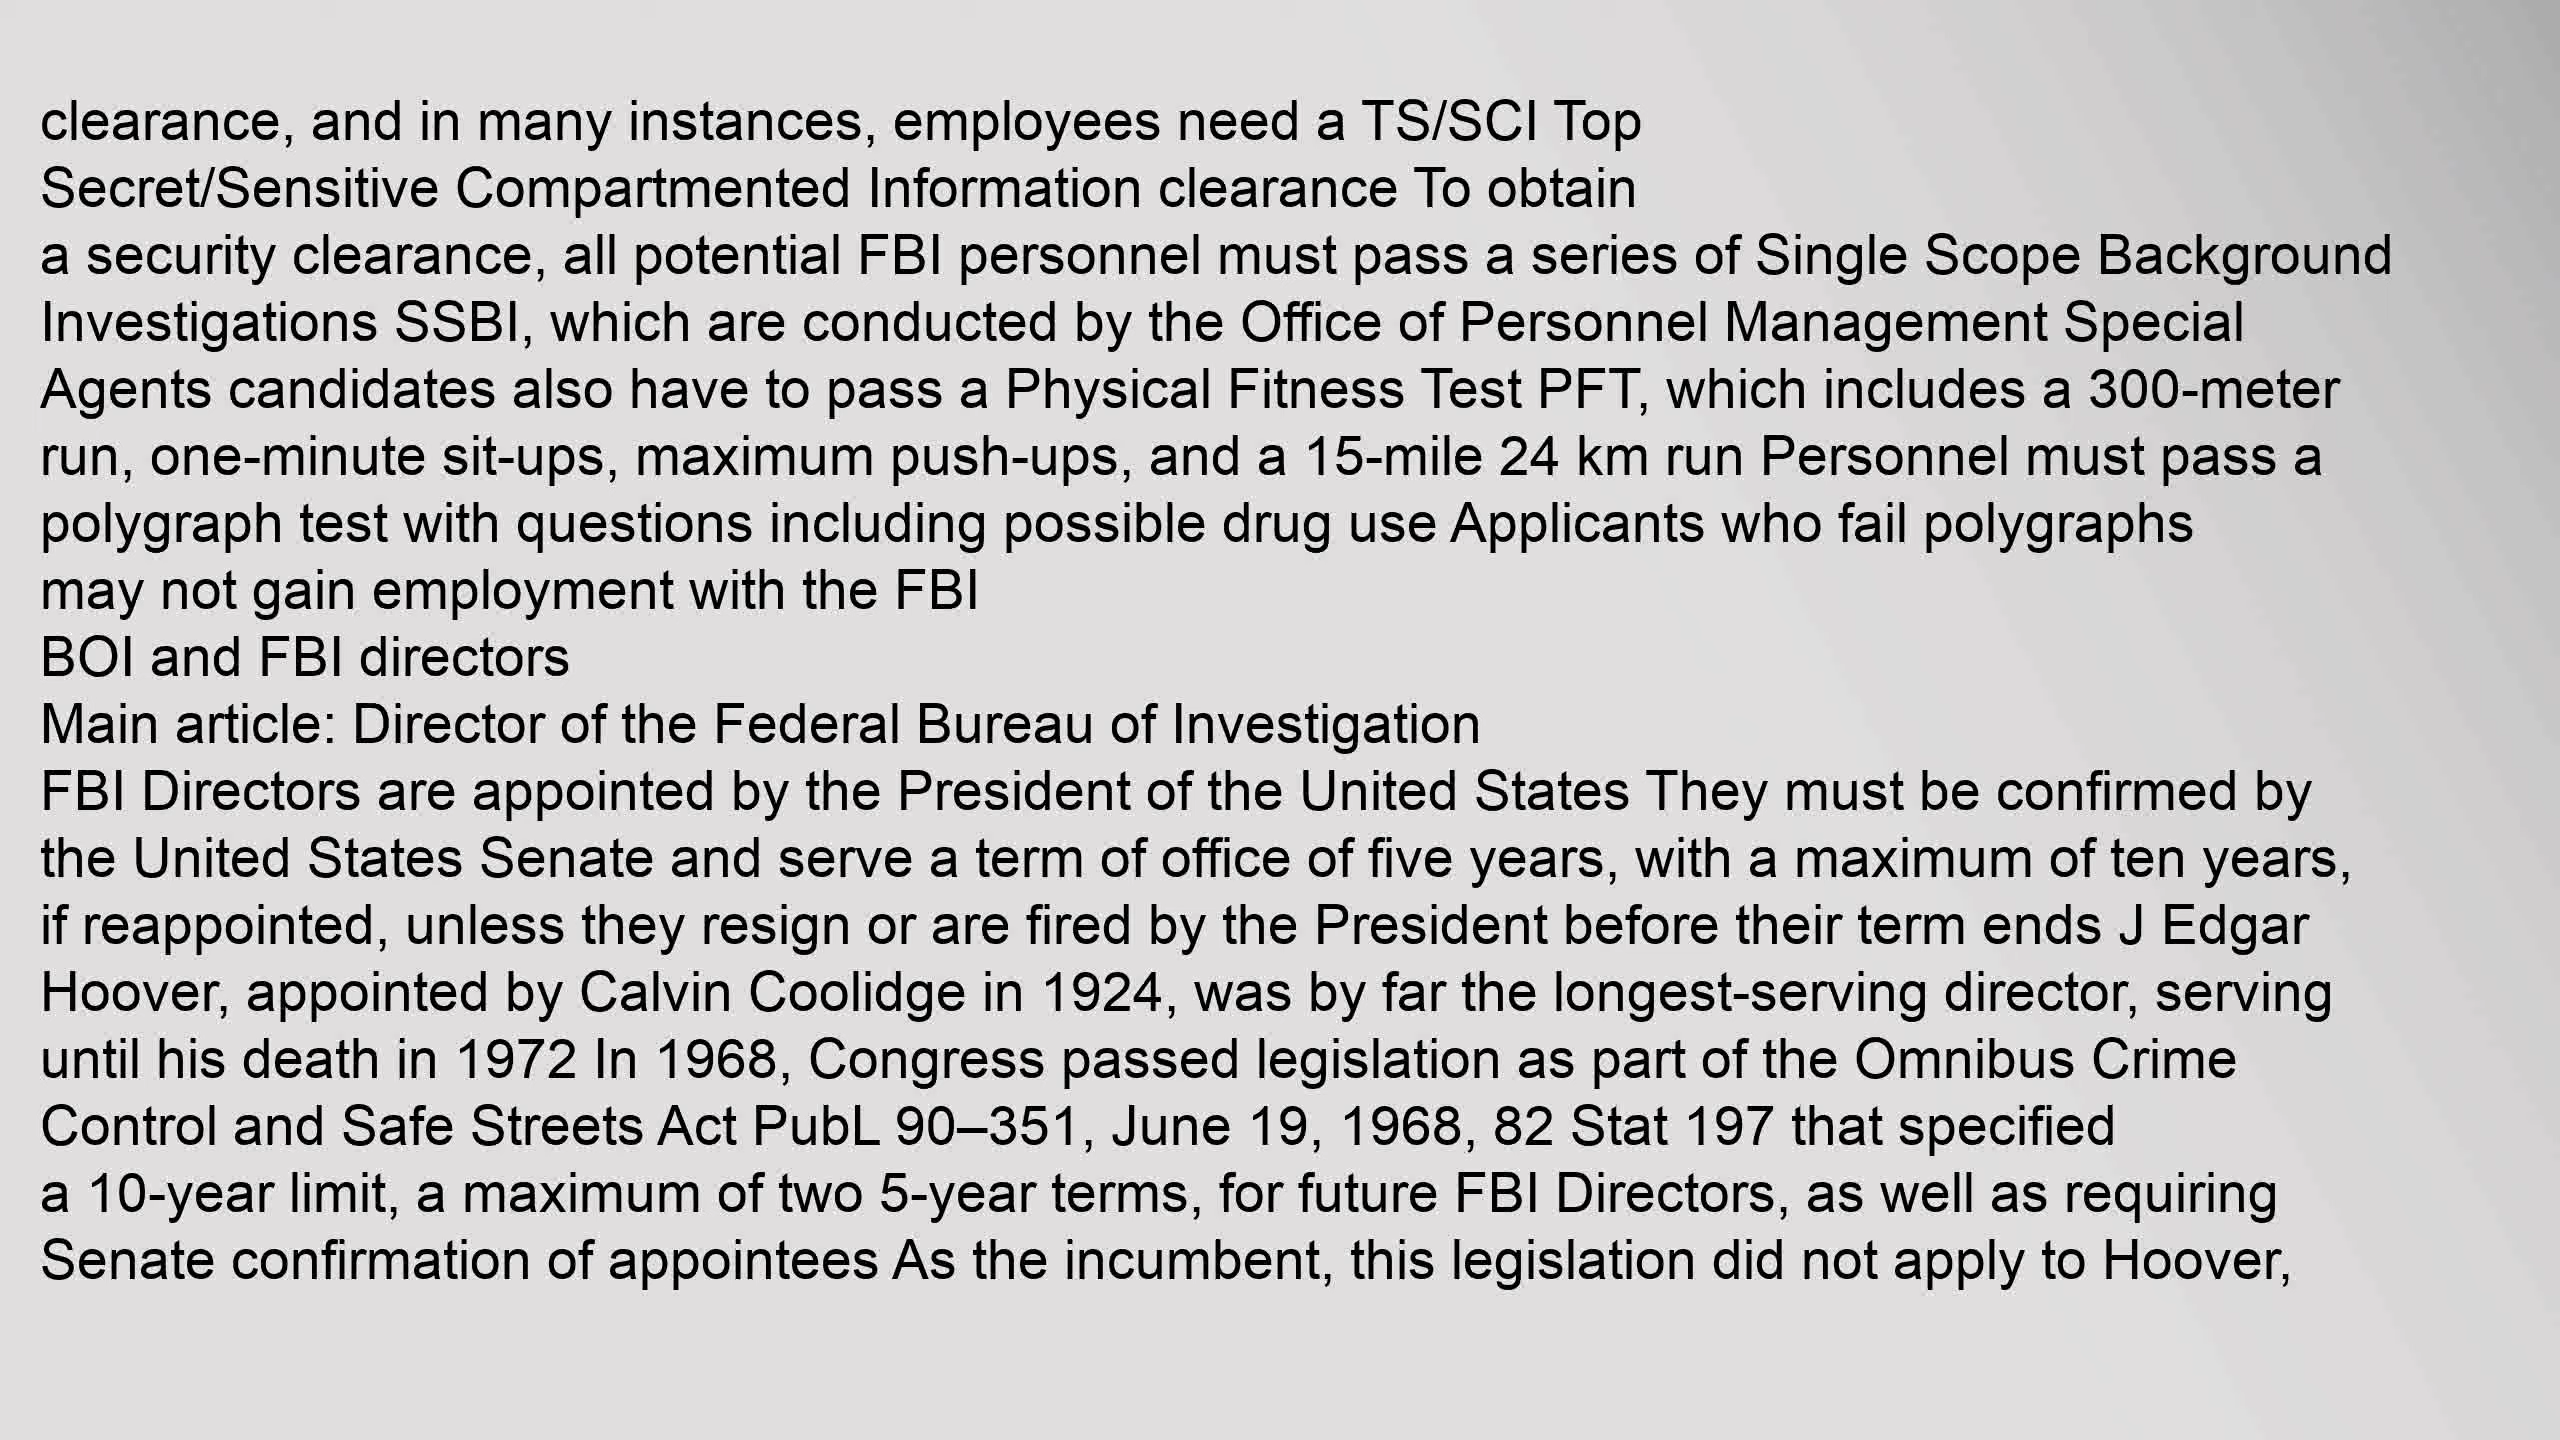 clearance, and in many instances, employees need a TS/SCI Top
Secret/Sensitive Compartmented Information clearance To obtain
a security clearance, all potential FBI personnel must pass a series of Single Scope Background
Investigations SSBI, which are conducted by the Office of Personnel Management Special
Agents candidates also have to pass a Physical Fitness Test PFT, which includes a 300-meter
run, one-minute sit-ups, maximum push-ups, and a 15-mile 24 km run Personnel must pass a
polygraph test with questions including possible drug use Applicants who fail polygraphs
may not gain employment with the FBI
BOI and FBI directors
Main article: Director of the Federal Bureau of Investigation
FBI Directors are appointed by the President of the United States They must be confirmed by
the United States Senate and serve a term of office of five years, with a maximum of ten years,
if reappointed, unless they resign or are fired by the President before their term ends J Edgar
Hoover, appointed by Calvin Coolidge in 1924, was by far the longest-serving director, serving
until his death in 1972 In 1968, Congress passed legislation as part of the Omnibus Crime
Control and Safe Streets Act PubL 90–351, June 19, 1968, 82 Stat 197 that specified
a 10-year limit, a maximum of two 5-year terms, for future FBI Directors, as well as requiring
Senate confirmation of appointees As the incumbent, this legislation did not apply to Hoover,